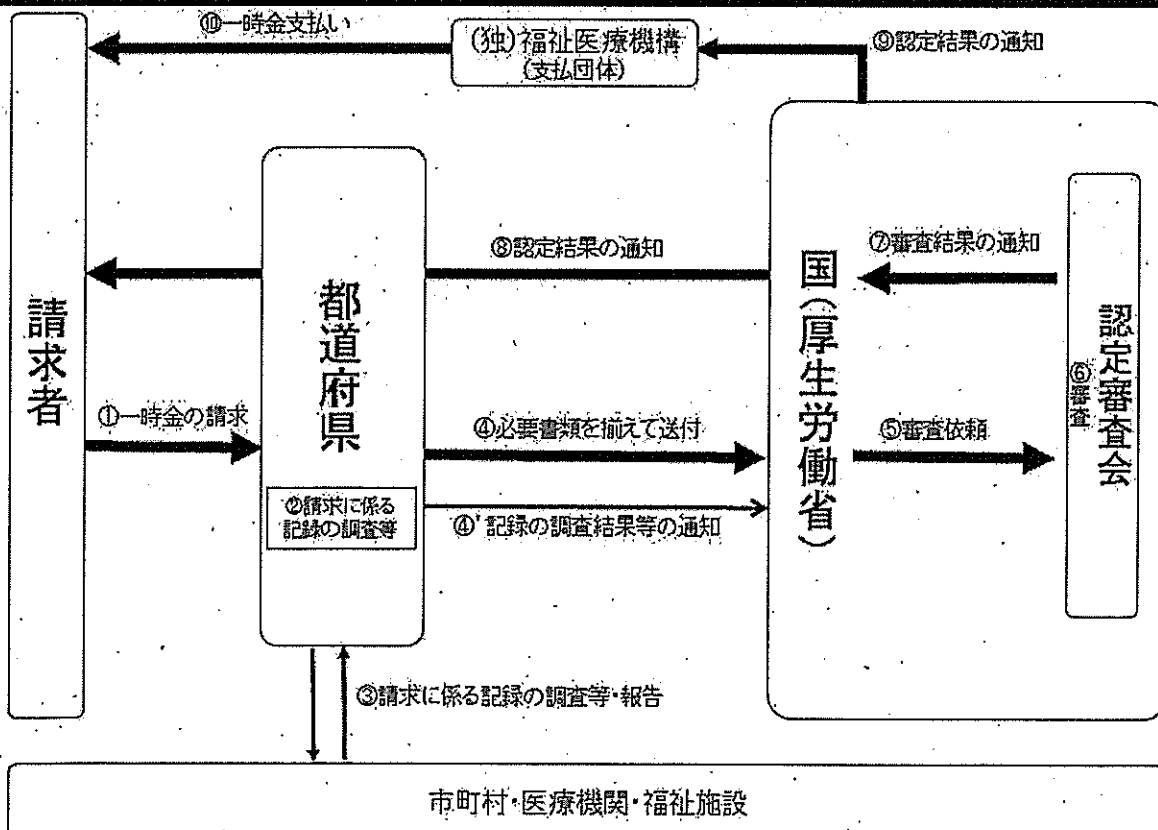 ⑩一時金支払い
(独)福祉医療機構
(支払団体)
⑨認定結果の通知
⑧認定結果の通知
⑦審査結果の通知
請求者
都道府県
国(厚生労働省)
認定審査会
⑥審査
①一時金の請求
④必要書類を揃えて送付
⑤審査依頼
②請求に係る
記録の調査等
④'記録の調査結果等の通知
③請求に係る記録の調査等・報告
市町村・医療機関・福祉施設